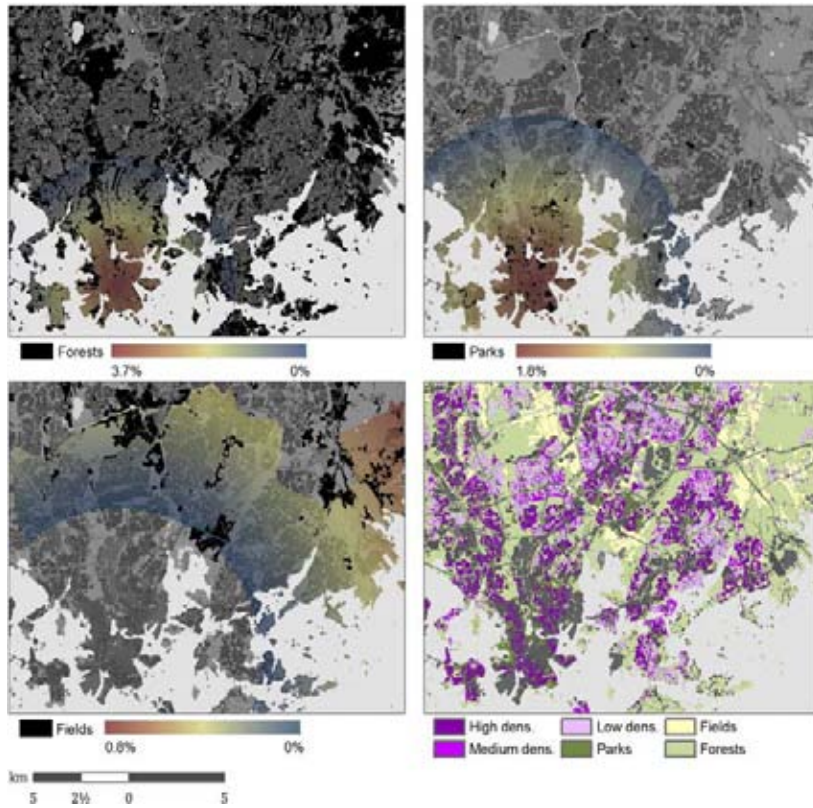 Forests
3.7% 0%
Parks
1.8% 0%
Fields
0.8% 0%
High dens. Low dens. Fields
Medium dens. Parks Forests
km
5 2½ 0 5